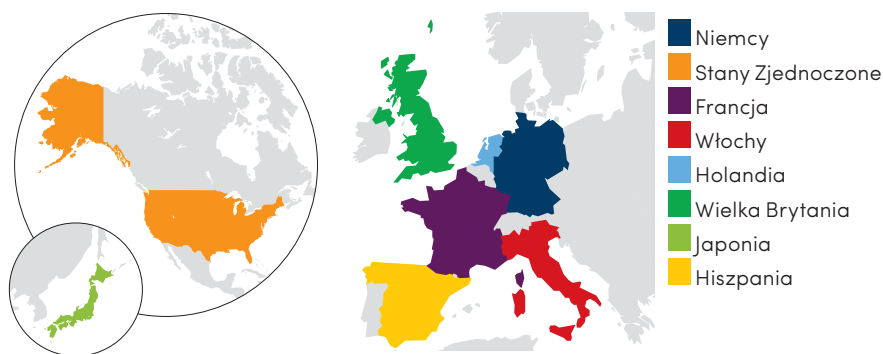 Niemcy
Stany Zjednoczone
Francja
Włochy
Holandia
Wielka Brytania
Japonia
Hiszpania